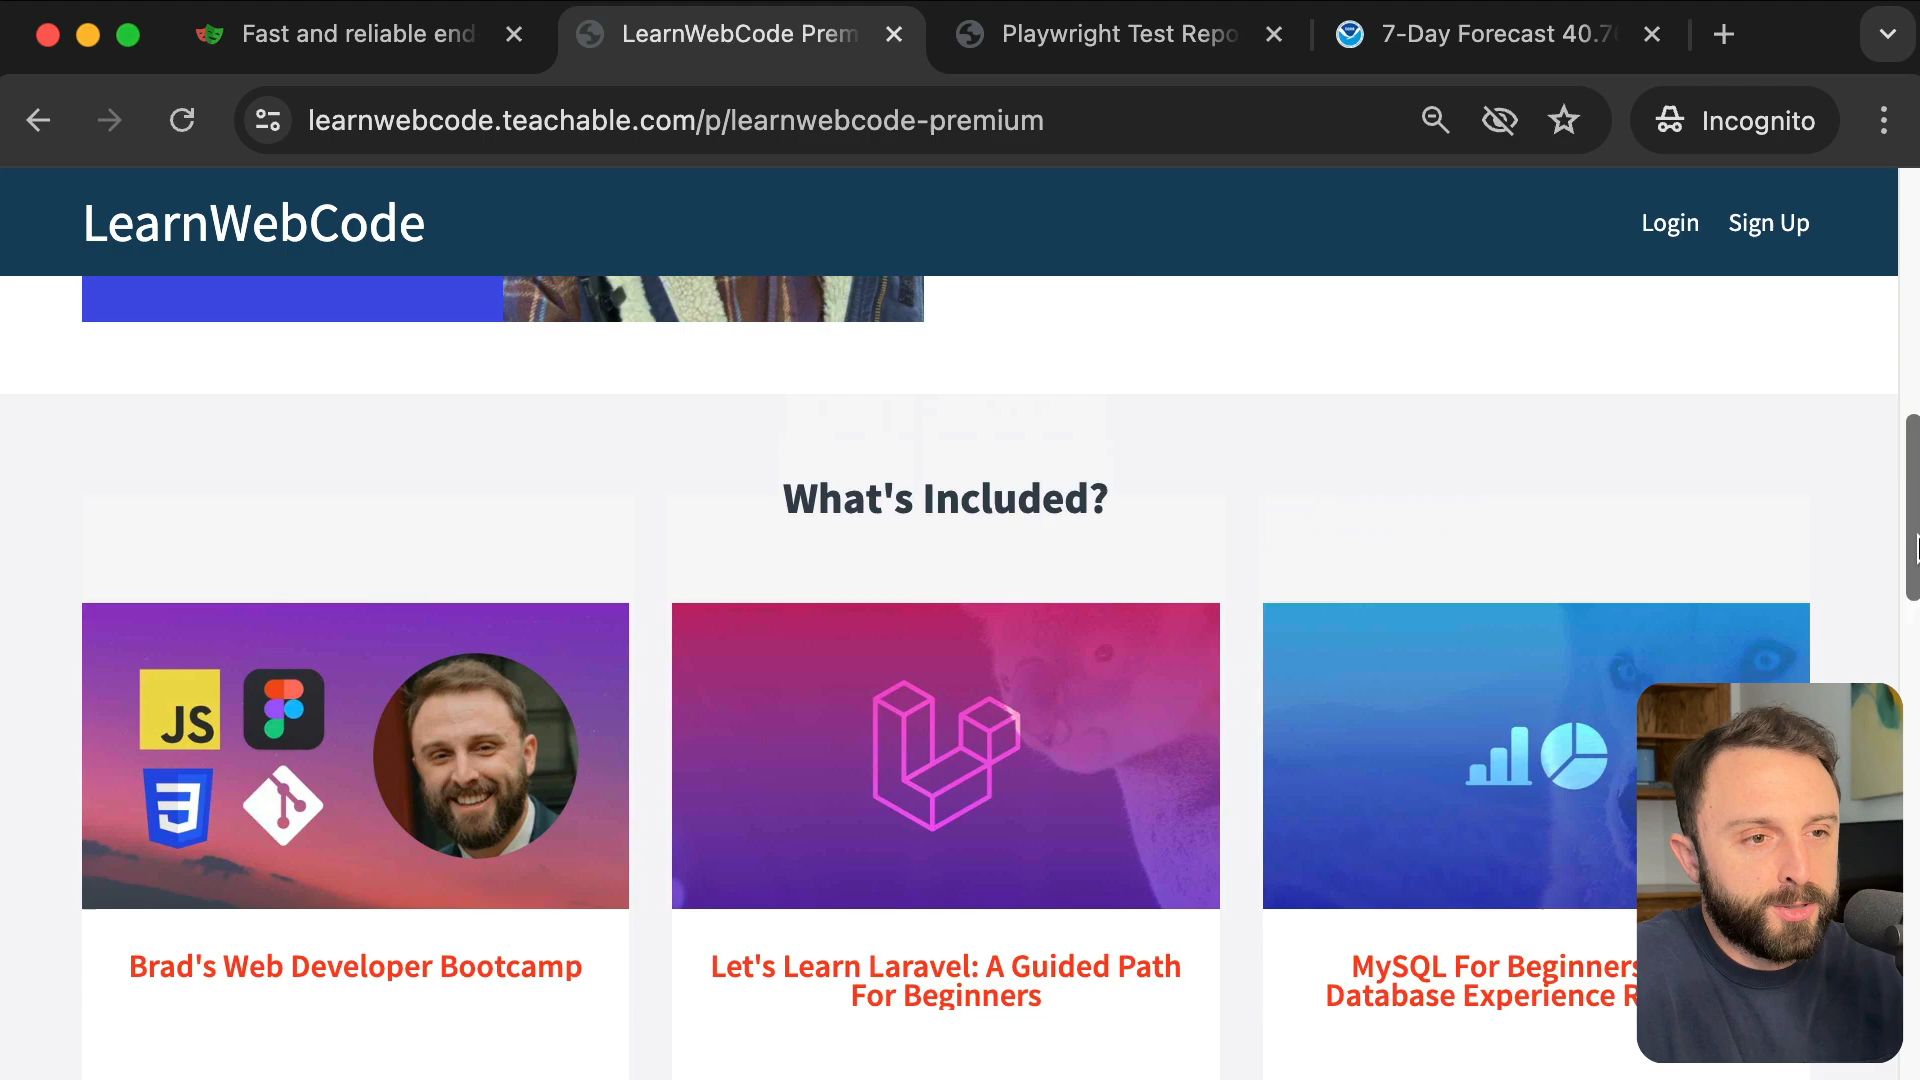 Fast and reliable end
LearnWebCode Prem
Playwright Test Repo
7-Day Forecast 40.7
learnwebcode.teachable.com/p/learnwebcode-premium
Incognito
LearnWebCode
Login
Sign Up
What's Included?
JS
3
Brad's Web Developer Bootcamp
Let's Learn Laravel: A Guided Path
For Beginners
MySQL For Beginners
Database Experience R